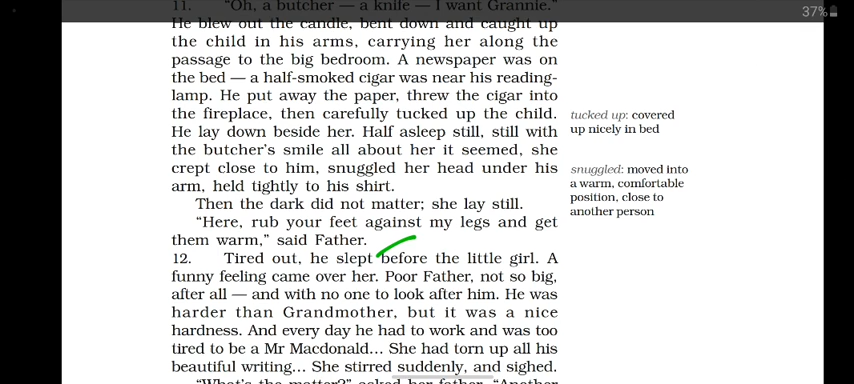 37%
11. "Oh, a butcher — a knife — I want Grannie."
He blew out the candle, bent down and caught up
the child in his arms, carrying her along the
passage to the big bedroom. A newspaper was on
the bed — a half-smoked cigar was near his reading-
lamp. He put away the paper, threw the cigar into
the fireplace, then carefully tucked up the child.
He lay down beside her. Half asleep still, still with
the butcher's smile all about her it seemed, she
crept close to him, snuggled her head under his
arm, held tightly to his shirt.
Then the dark did not matter; she lay still.
"Here, rub your feet against my legs and get
them warm," said Father.
12. Tired out, he slept before the little girl. A
funny feeling came over her. Poor Father, not so big,
after all — and with no one to look after him. He was
harder than Grandmother, but it was a nice
hardness. And every day he had to work and was too
tired to be a Mr Macdonald... She had torn up all his
beautiful writing... She stirred suddenly, and sighed.
"What's the matter?" asked her father. "Another
tucked up: covered
up nicely in bed
snuggled: moved into
a warm, comfortable
position, close to
another person